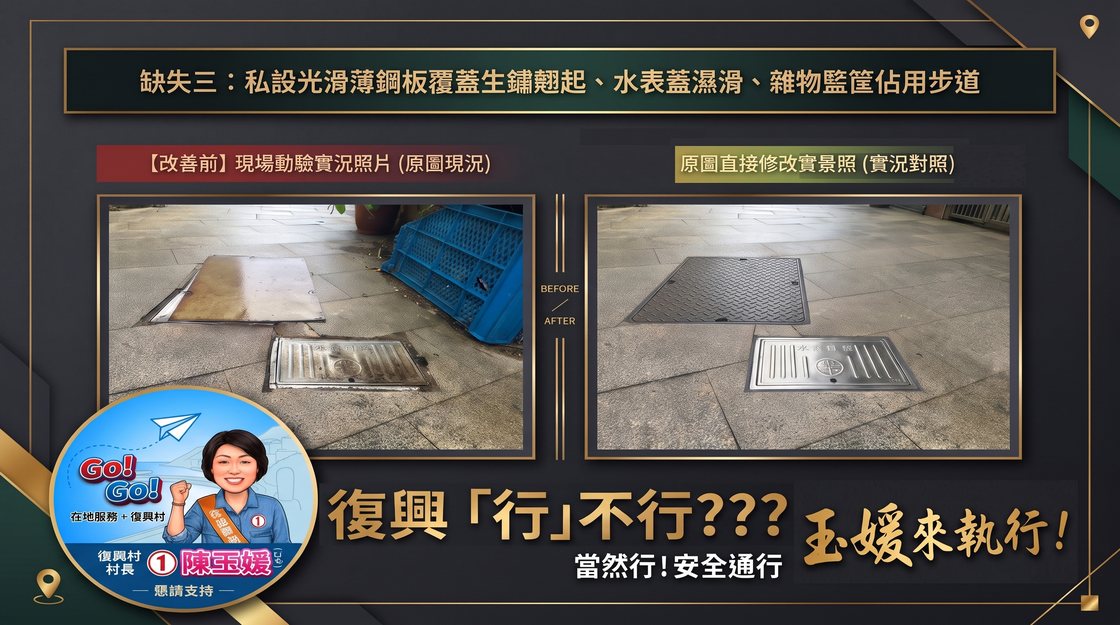 缺失三：私設光滑薄鋼板覆蓋生鏽翹起、水表蓋濕滑、雜物監筐佔用步道
【改善前】現場動驗實況照片 (原圖現況)
原圖直接修改實景照 (實況對照)
BEFORE
AFTER
Go!
Go!
在地服務 + 復興村
1
復興村
村長
1 陳玉媛
懇請支持
復興「行」不行???
當然行！安全通行
玉媛來執行！